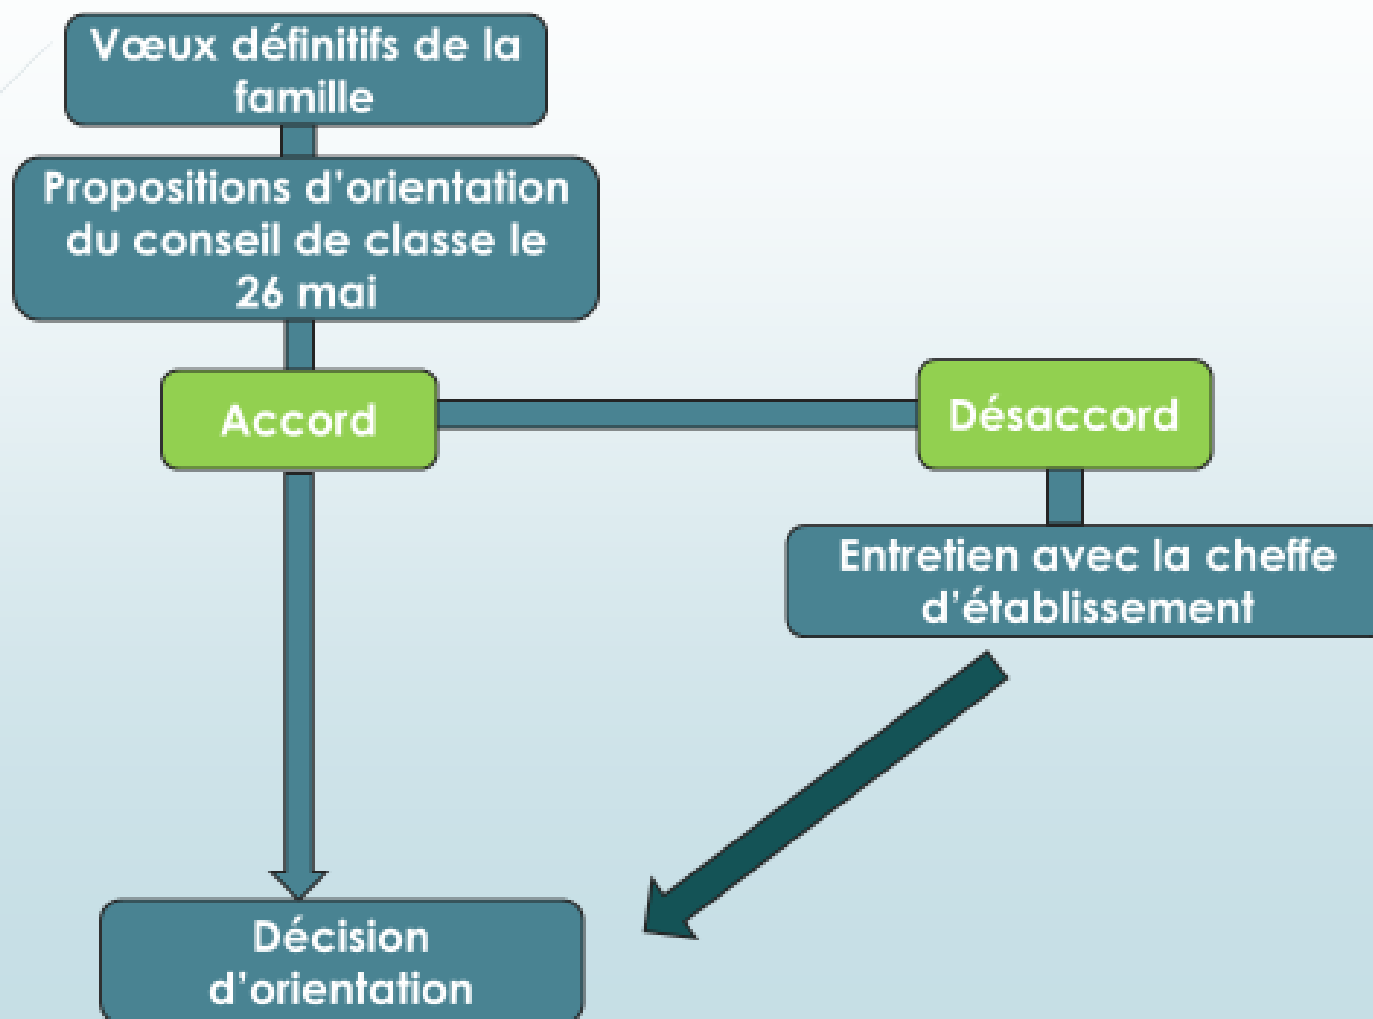 Vœux définitifs de la
famille
Propositions d'orientation
du conseil de classe le
26 mai
Accord
Désaccord
Entretien avec la cheffe
d'établissement
Décision
d'orientation